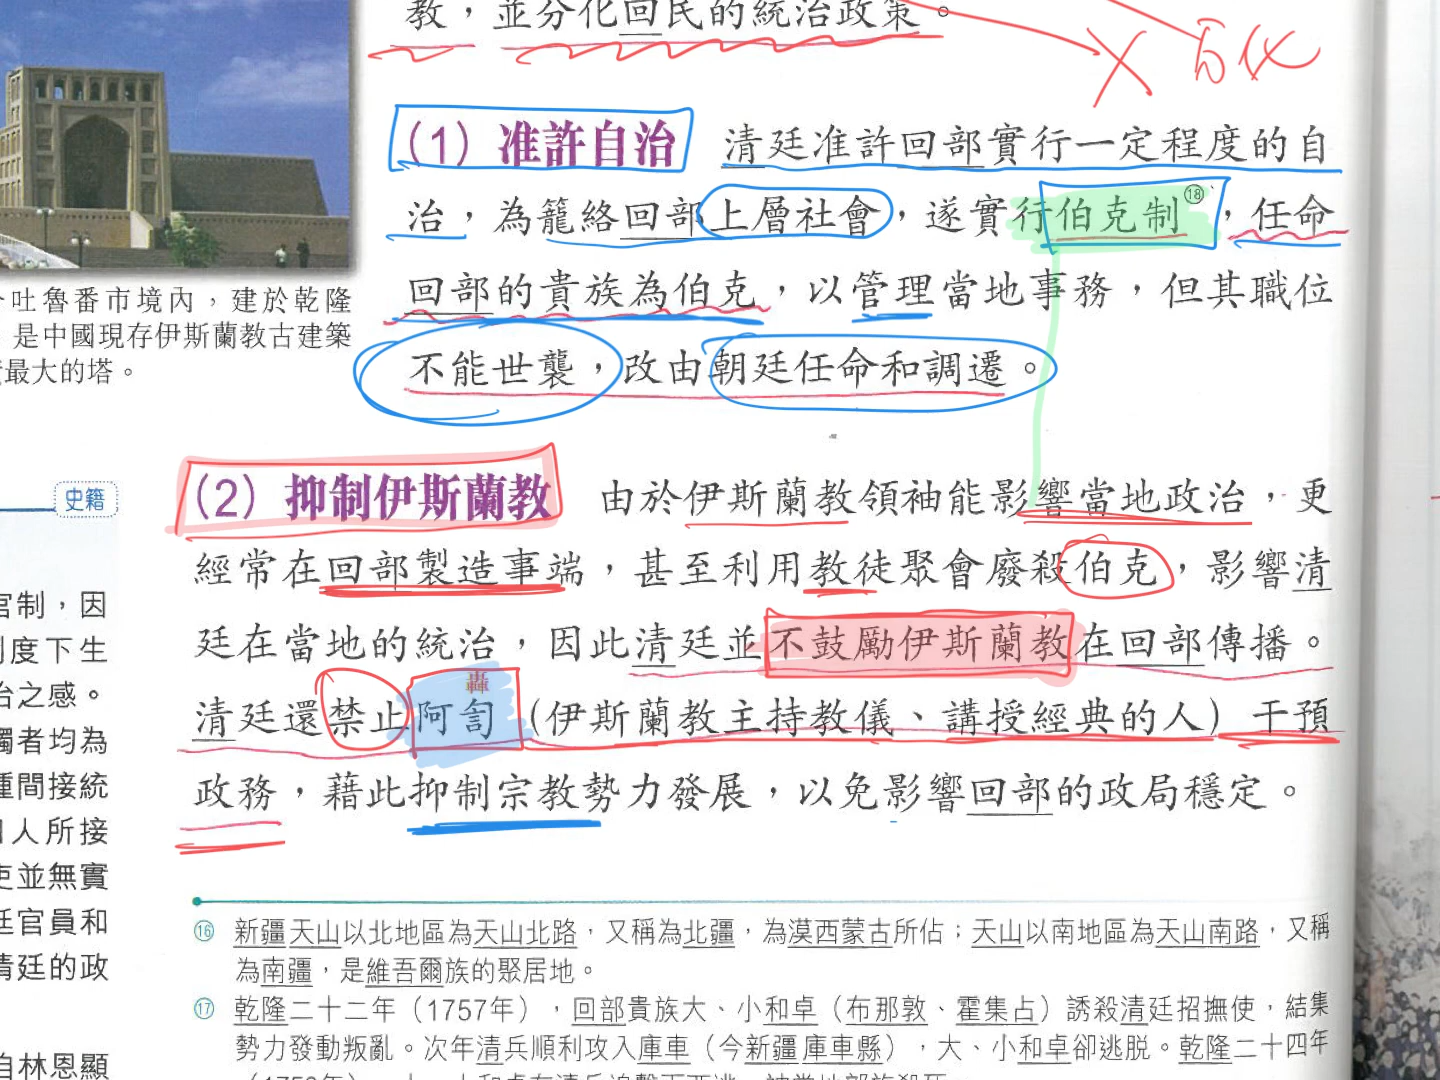 教，並分化回民的統治政策。
(1) 准許自治 清廷准許回部實行一定程度的自
治，為籠絡回部上層社會，遂實行伯克制⑱，任命
回部的貴族為伯克，以管理當地事務，但其職位
不能世襲，改由朝廷任命和調遷。
吐魯番市境內，建於乾隆
是中國現存伊斯蘭教古建築
最大的塔。
(2) 抑制伊斯蘭教 由於伊斯蘭教領袖能影響當地政治，更
經常在回部製造事端，甚至利用教徒聚會廢殺伯克，影響清
廷在當地的統治，因此清廷並不鼓勵伊斯蘭教在回部傳播。
轟
清廷還禁止阿訇（伊斯蘭教主持教儀、講授經典的人）干預
政務，藉此抑制宗教勢力發展，以免影響回部的政局穩定。
史籍
官制，因
度下生
治之感。
者均為
間接統
人所接
並無實
廷官員和
清廷的政
自林恩顯
⑯ 新疆天山以北地區為天山北路，又稱為北疆，為漠西蒙古所佔；天山以南地區為天山南路，又稱
為南疆，是維吾爾族的聚居地。
⑰ 乾隆二十二年（1757年），回部貴族大、小和卓（布那敦、霍集占）誘殺清廷招撫使，結集
勢力發動叛亂。次年清兵順利攻入庫車（今新疆庫車縣），大、小和卓卻逃脫。乾隆二十四年